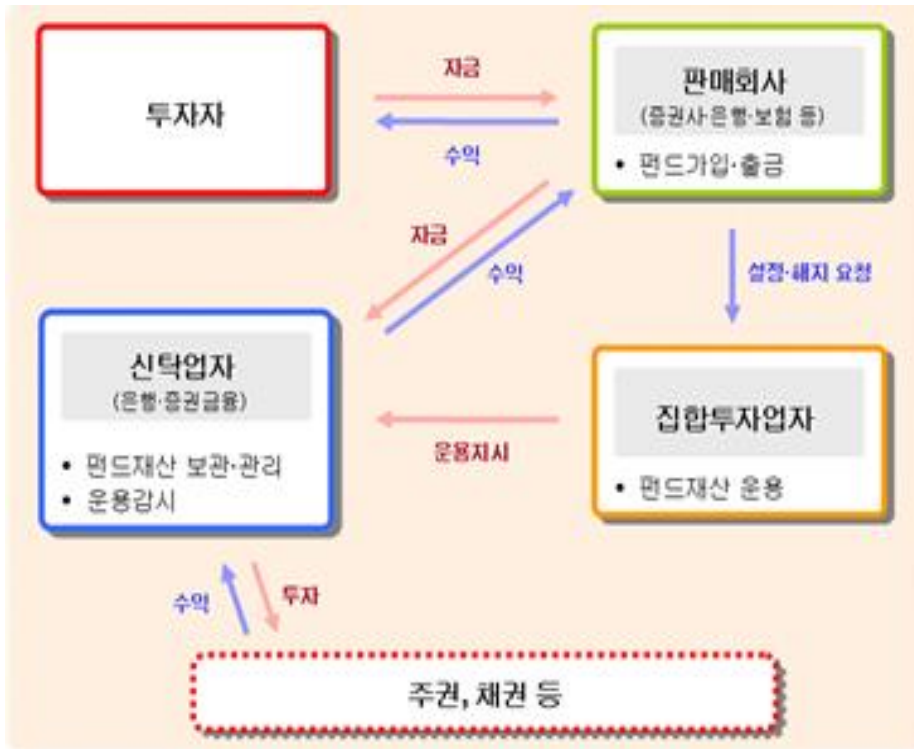 투자자
자금
수익
판매회사
(증권사·은행·보험 등)
• 펀드가입·출금
자금
수익
설정·해지 요청
신탁업자
(은행·증권금융)
• 펀드재산 보관·관리
• 운용감시
운용지시
집합투자업자
• 펀드재산 운용
수익
투자
주권, 채권 등